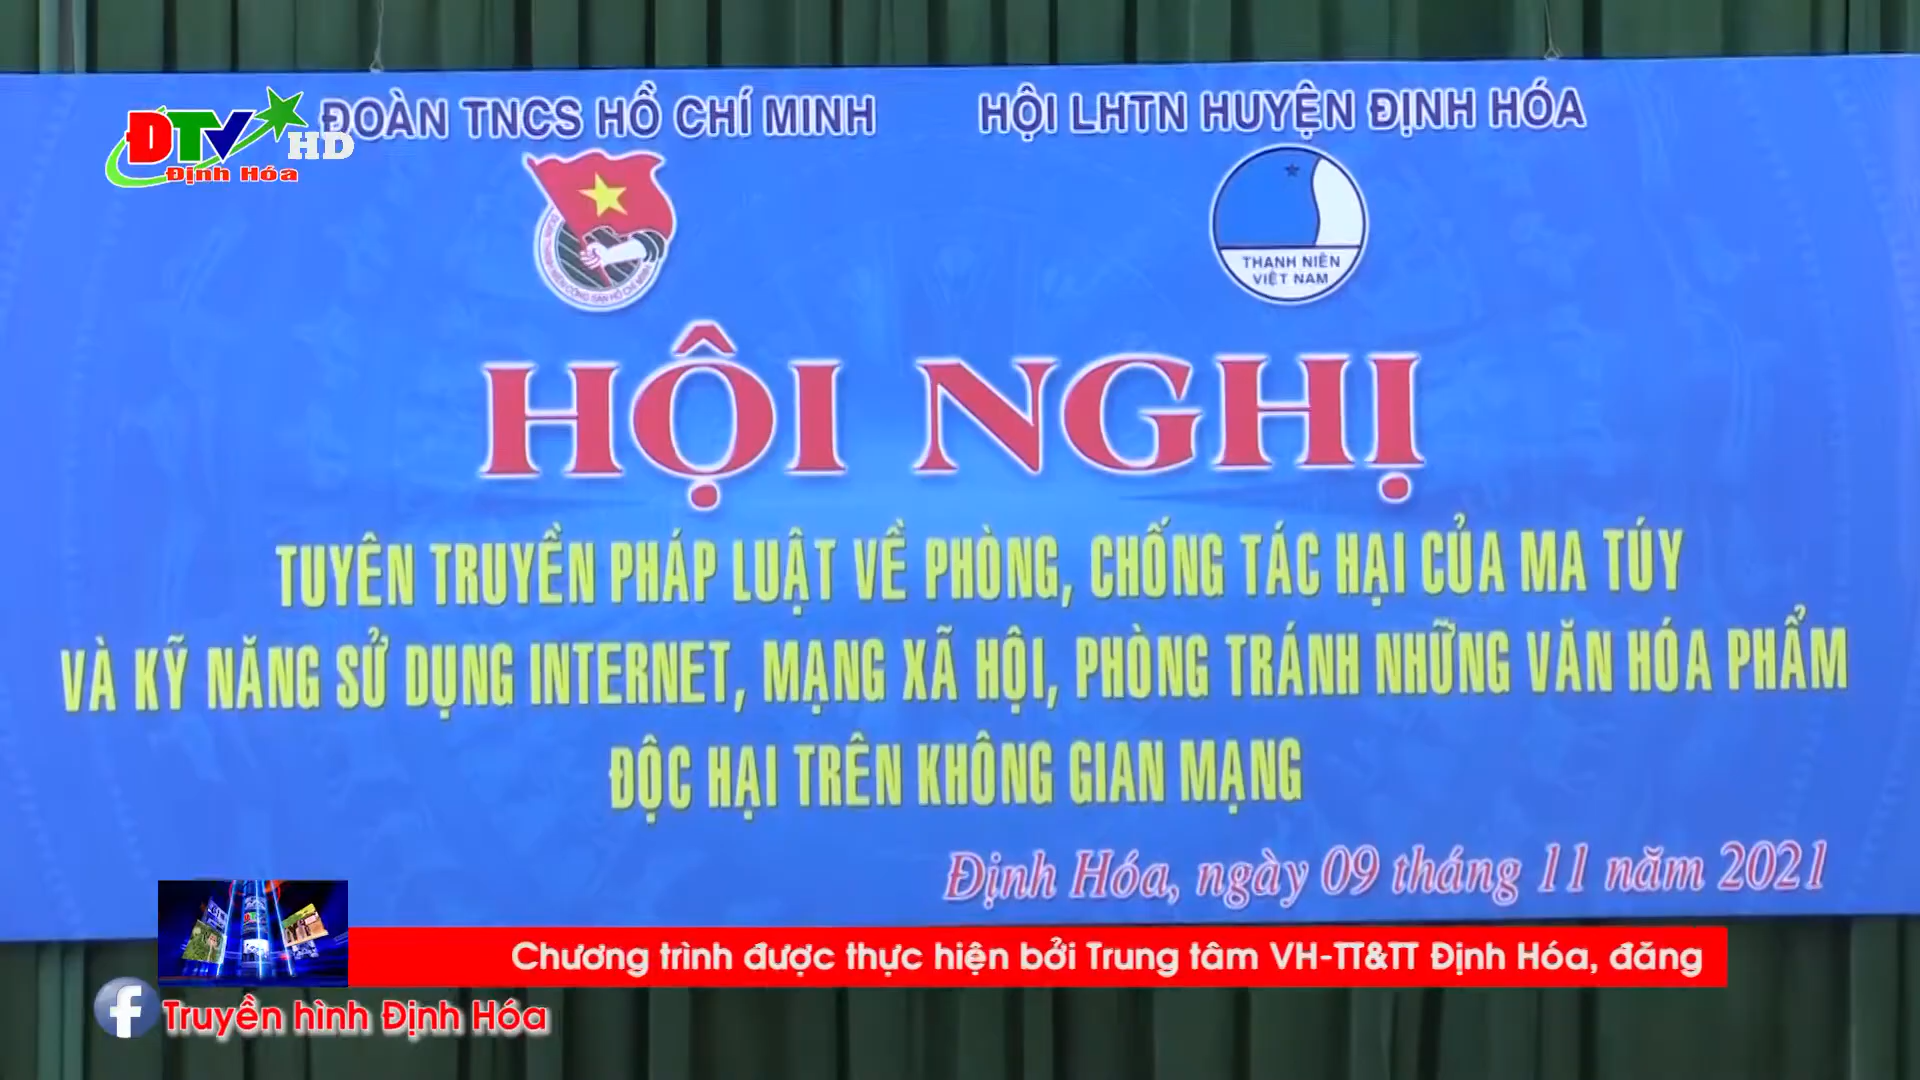 ĐTV HD
Định Hóa
ĐOÀN TNCS HỒ CHÍ MINH
HỘI LHTN HUYỆN ĐỊNH HÓA
THANH NIÊN
VIỆT NAM
HỘI NGHỊ
TUYÊN TRUYỀN PHÁP LUẬT VỀ PHÒNG, CHỐNG TÁC HẠI CỦA MA TÚY
VÀ KỸ NĂNG SỬ DỤNG INTERNET, MẠNG XÃ HỘI, PHÒNG TRÁNH NHỮNG VĂN HÓA PHẨM
ĐỘC HẠI TRÊN KHÔNG GIAN MẠNG
Định Hóa, ngày 09 tháng 11 năm 2021
Chương trình được thực hiện bởi Trung tâm VH-TT&TT Định Hóa, đăng
f Truyền hình Định Hóa